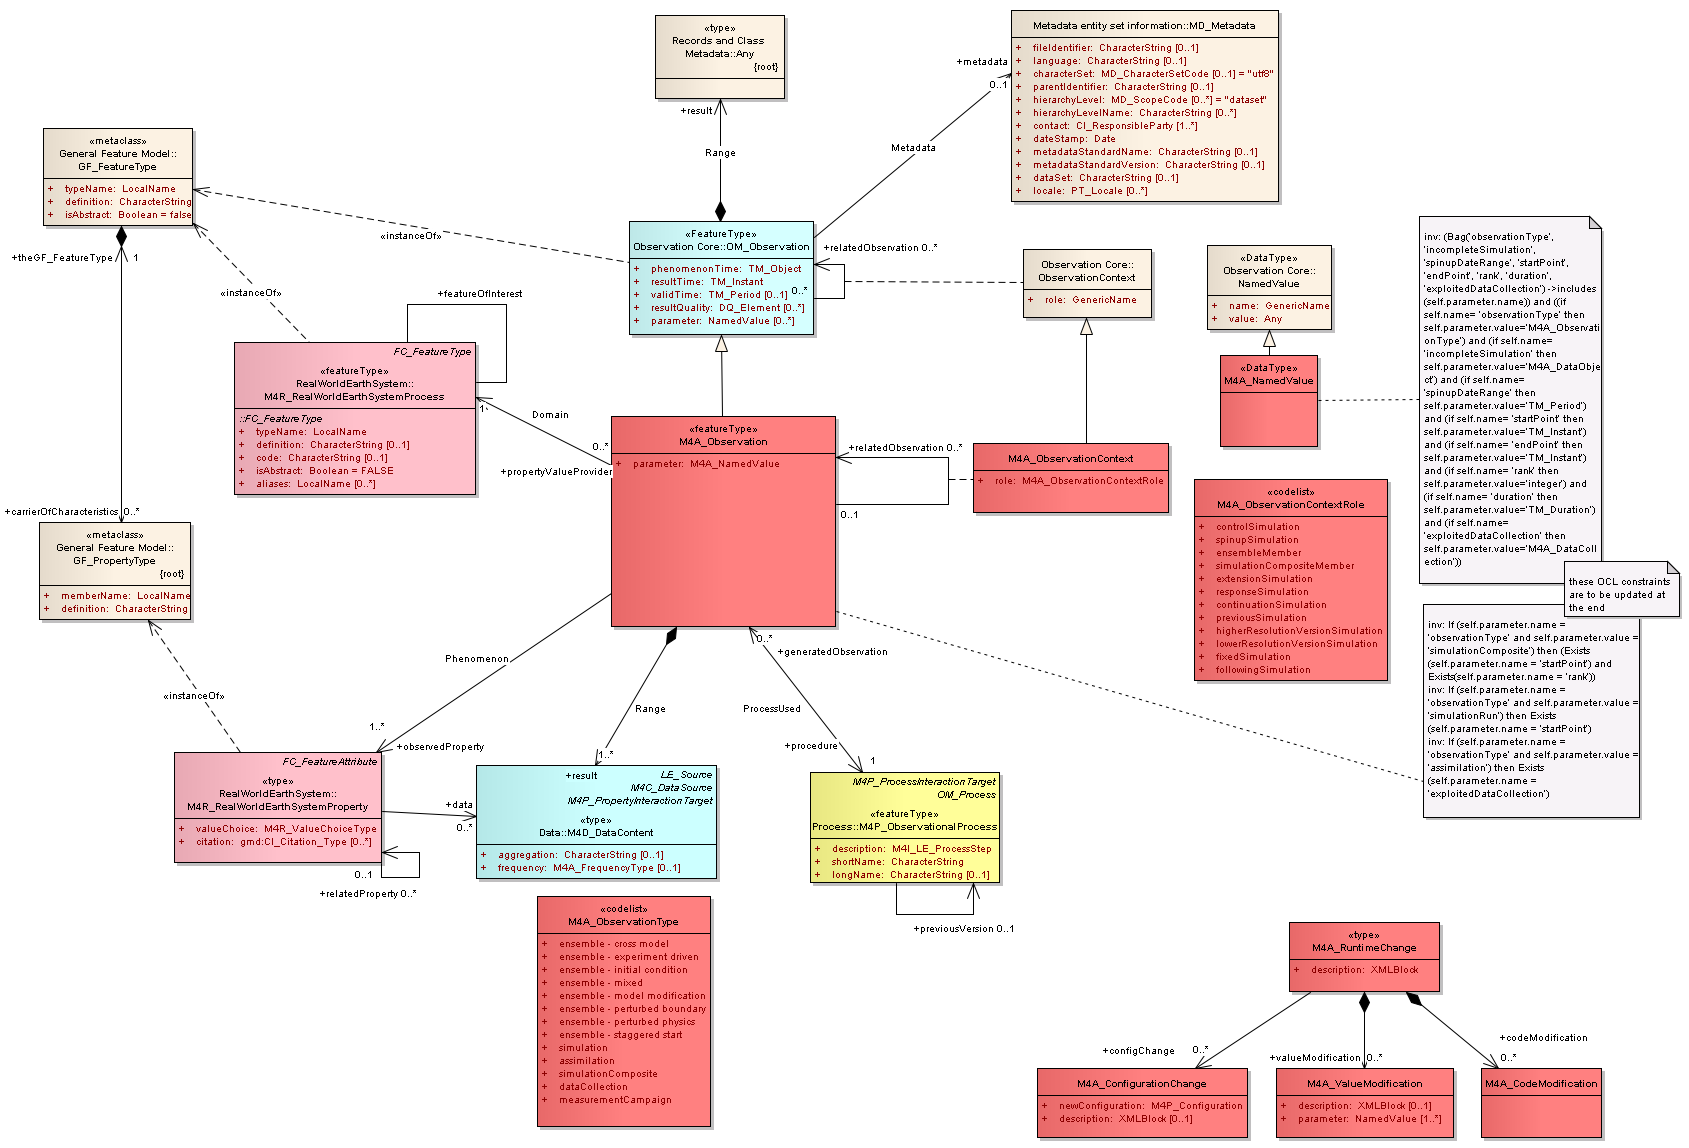 «type»
Records and Class
Metadata::Any
{root}
+result
Range
Metadata entity set information::MD_Metadata
+ fileIdentifier: CharacterString [0..1]
+ language: CharacterString [0..1]
+ characterSet: MD_CharacterSetCode [0..1] = "utf8"
+ parentIdentifier: CharacterString [0..1]
+ hierarchyLevel: MD_ScopeCode [0..*] = "dataset"
+ hierarchyLevelName: CharacterString [0..*]
+ contact: CI_ResponsibleParty [1..*]
+ dateStamp: Date
+ metadataStandardName: CharacterString [0..1]
+ metadataStandardVersion: CharacterString [0..1]
+ dataSet: CharacterString [0..1]
+ locale: PT_Locale [0..*]
+metadata
0..1
Metadata
«metaclass»
General Feature Model::
GF_FeatureType
+ typeName: LocalName
+ definition: CharacterString
+ isAbstract: Boolean = false
+theGF_FeatureType
1
«instanceOf»
«instanceOf»
«FeatureType»
Observation Core::OM_Observation
+ phenomenonTime: TM_Object
+ resultTime: TM_Instant
+ validTime: TM_Period [0..1]
+ resultQuality: DQ_Element [0..*]
+ parameter: NamedValue [0..*]
+relatedObservation 0..*
0..*
Observation Core::
ObservationContext
+ role: GenericName
«DataType»
Observation Core::
NamedValue
+ name: GenericName
+ value: Any
«DataType»
M4A_NamedValue
inv: (Bag('observationType',
'incompleteSimulation',
'spinupDateRange', 'startPoint',
'endPoint', 'rank', 'duration',
'exploitedDataCollection') ->includes
(self.parameter.name)) and ((if
self.name= 'observationType' then
self.parameter.value='M4A_Observati
onType') and (if self.name=
'incompleteSimulation' then
self.parameter.value='M4A_DataObje
ct') and (if self.name=
'spinupDateRange' then
self.parameter.value='TM_Period')
and (if self.name= 'startPoint' then
self.parameter.value='TM_Instant')
and (if self.name= 'endPoint' then
self.parameter.value='TM_Instant')
and (if self.name= 'rank' then
self.parameter.value='integer') and
(if self.name= 'duration' then
self.parameter.value='TM_Duration')
and (if self.name=
'exploitedDataCollection' then
self.parameter.value='M4A_DataColl
ection'))
these OCL constraints
are to be updated at
the end
inv: If (self.parameter.name =
'observationType' and self.parameter.value =
'simulationComposite') then (Exists
(self.parameter.name = 'startPoint') and
Exists(self.parameter.name = 'rank'))
inv: If (self.parameter.name =
'observationType' and self.parameter.value =
'simulationRun') then Exists
(self.parameter.name = 'startPoint')
inv: If (self.parameter.name =
'observationType' and self.parameter.value =
'assimilation') then Exists
(self.parameter.name =
'exploitedDataCollection')
+featureOfInterest
FC_FeatureType
«featureType»
RealWorldEarthSystem::
M4R_RealWorldEarthSystemProcess
::FC_FeatureType
+ typeName: LocalName
+ definition: CharacterString [0..1]
+ code: CharacterString [0..1]
+ isAbstract: Boolean = FALSE
+ aliases: LocalName [0..*]
Domain
0..*
+propertyValueProvider
«featureType»
M4A_Observation
+ parameter: M4A_NamedValue
+relatedObservation 0..*
0..1
M4A_ObservationContext
+ role: M4A_ObservationContextRole
«codelist»
M4A_ObservationContextRole
+ controlSimulation
+ spinupSimulation
+ ensembleMember
+ simulationCompositeMember
+ extensionSimulation
+ responseSimulation
+ continuationSimulation
+ previousSimulation
+ higherResolutionVersionSimulation
+ lowerResolutionVersionSimulation
+ fixedSimulation
+ followingSimulation
+carrierOfCharacteristics 0..*
«metaclass»
General Feature Model::
GF_PropertyType
{root}
+ memberName: LocalName
+ definition: CharacterString
«instanceOf»
Phenomenon
1..*
+observedProperty
Range
1..*
0..*
+generatedObservation
ProcessUsed
+procedure
1
FC_FeatureAttribute
«type»
RealWorldEarthSystem::
M4R_RealWorldEarthSystemProperty
+ valueChoice: M4R_ValueChoiceType
+ citation: gmd:CI_Citation_Type [0..*]
+data
0..*
0..1
+relatedProperty 0..*
+result
LE_Source
M4C_DataSource
M4P_PropertyInteractionTarget
«type»
Data::M4D_DataContent
+ aggregation: CharacterString [0..1]
+ frequency: M4A_FrequencyType [0..1]
M4P_ProcessInteractionTarget
OM_Process
«featureType»
Process::M4P_ObservationalProcess
+ description: M4I_LE_ProcessStep
+ shortName: CharacterString
+ longName: CharacterString [0..1]
+previousVersion 0..1
«codelist»
M4A_ObservationType
+ ensemble - cross model
+ ensemble - experiment driven
+ ensemble - initial condition
+ ensemble - mixed
+ ensemble - model modification
+ ensemble - perturbed boundary
+ ensemble - perturbed physics
+ ensemble - staggered start
+ simulation
+ assimilation
+ simulationComposite
+ dataCollection
+ measurementCampaign
«type»
M4A_RuntimeChange
+ description: XMLBlock
+configChange 0..*
+valueModification 0..*
+codeModification
0..*
M4A_ConfigurationChange
+ newConfiguration: M4P_Configuration
+ description: XMLBlock [0..1]
M4A_ValueModification
+ description: XMLBlock [0..1]
+ parameter: NamedValue [1..*]
M4A_CodeModification